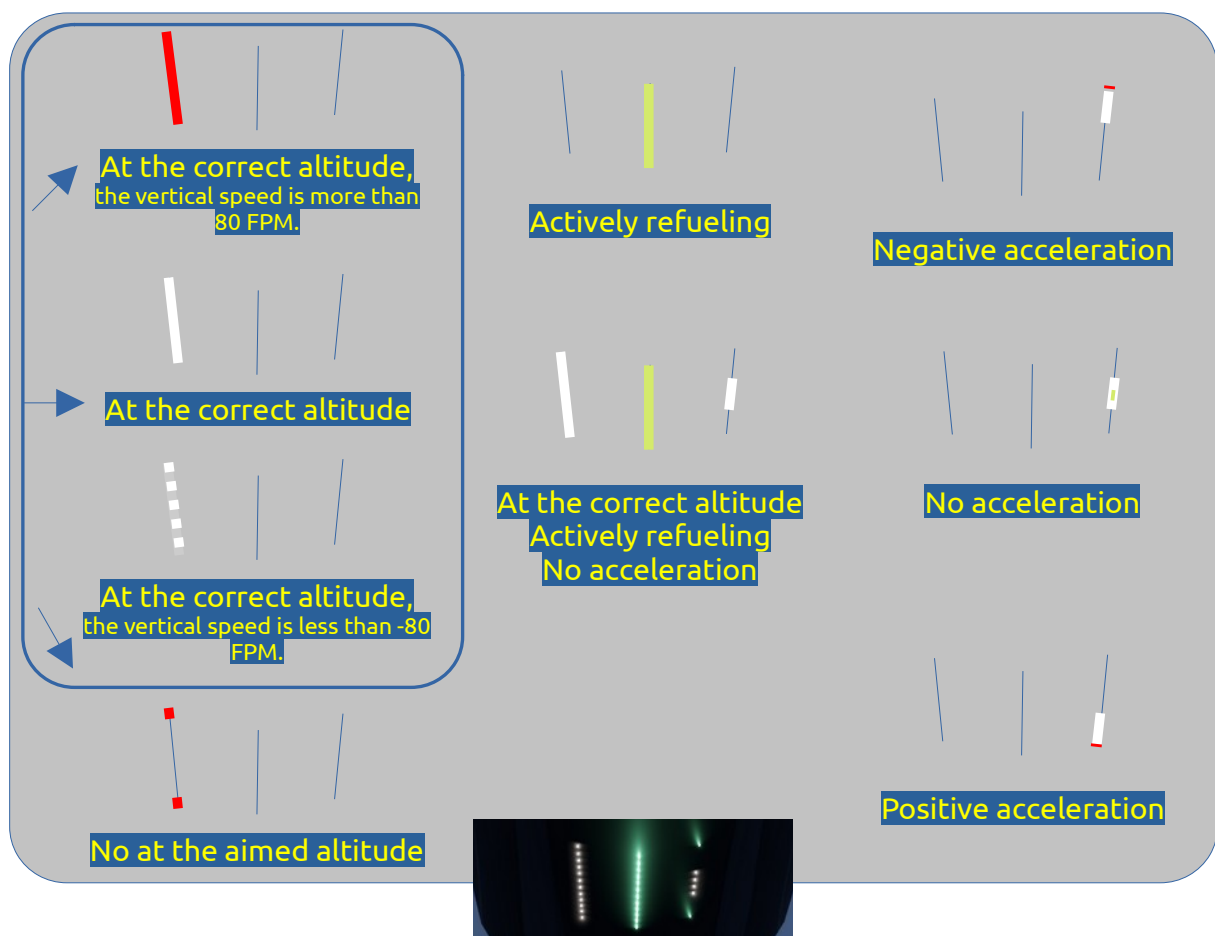 At the correct altitude,
the vertical speed is more than
80 FPM.
At the correct altitude
At the correct altitude,
the vertical speed is less than -80
FPM.
No at the aimed altitude
Actively refueling
At the correct altitude
Actively refueling
No acceleration
Negative acceleration
No acceleration
Positive acceleration